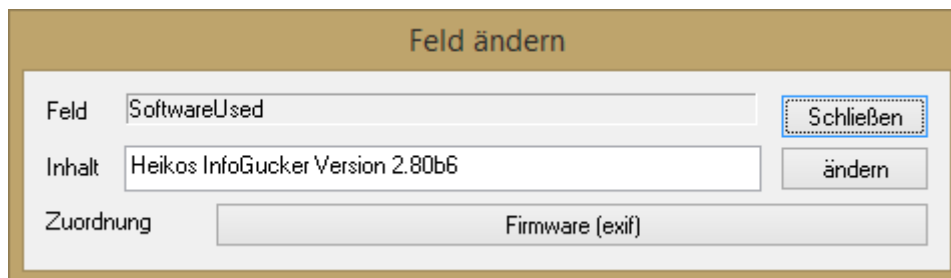 Feld ändern
Feld SoftwareUsed Schließen
Inhalt Heikos InfoGucker Version 2.80b6 ändern
Zuordnung Firmware (exif)